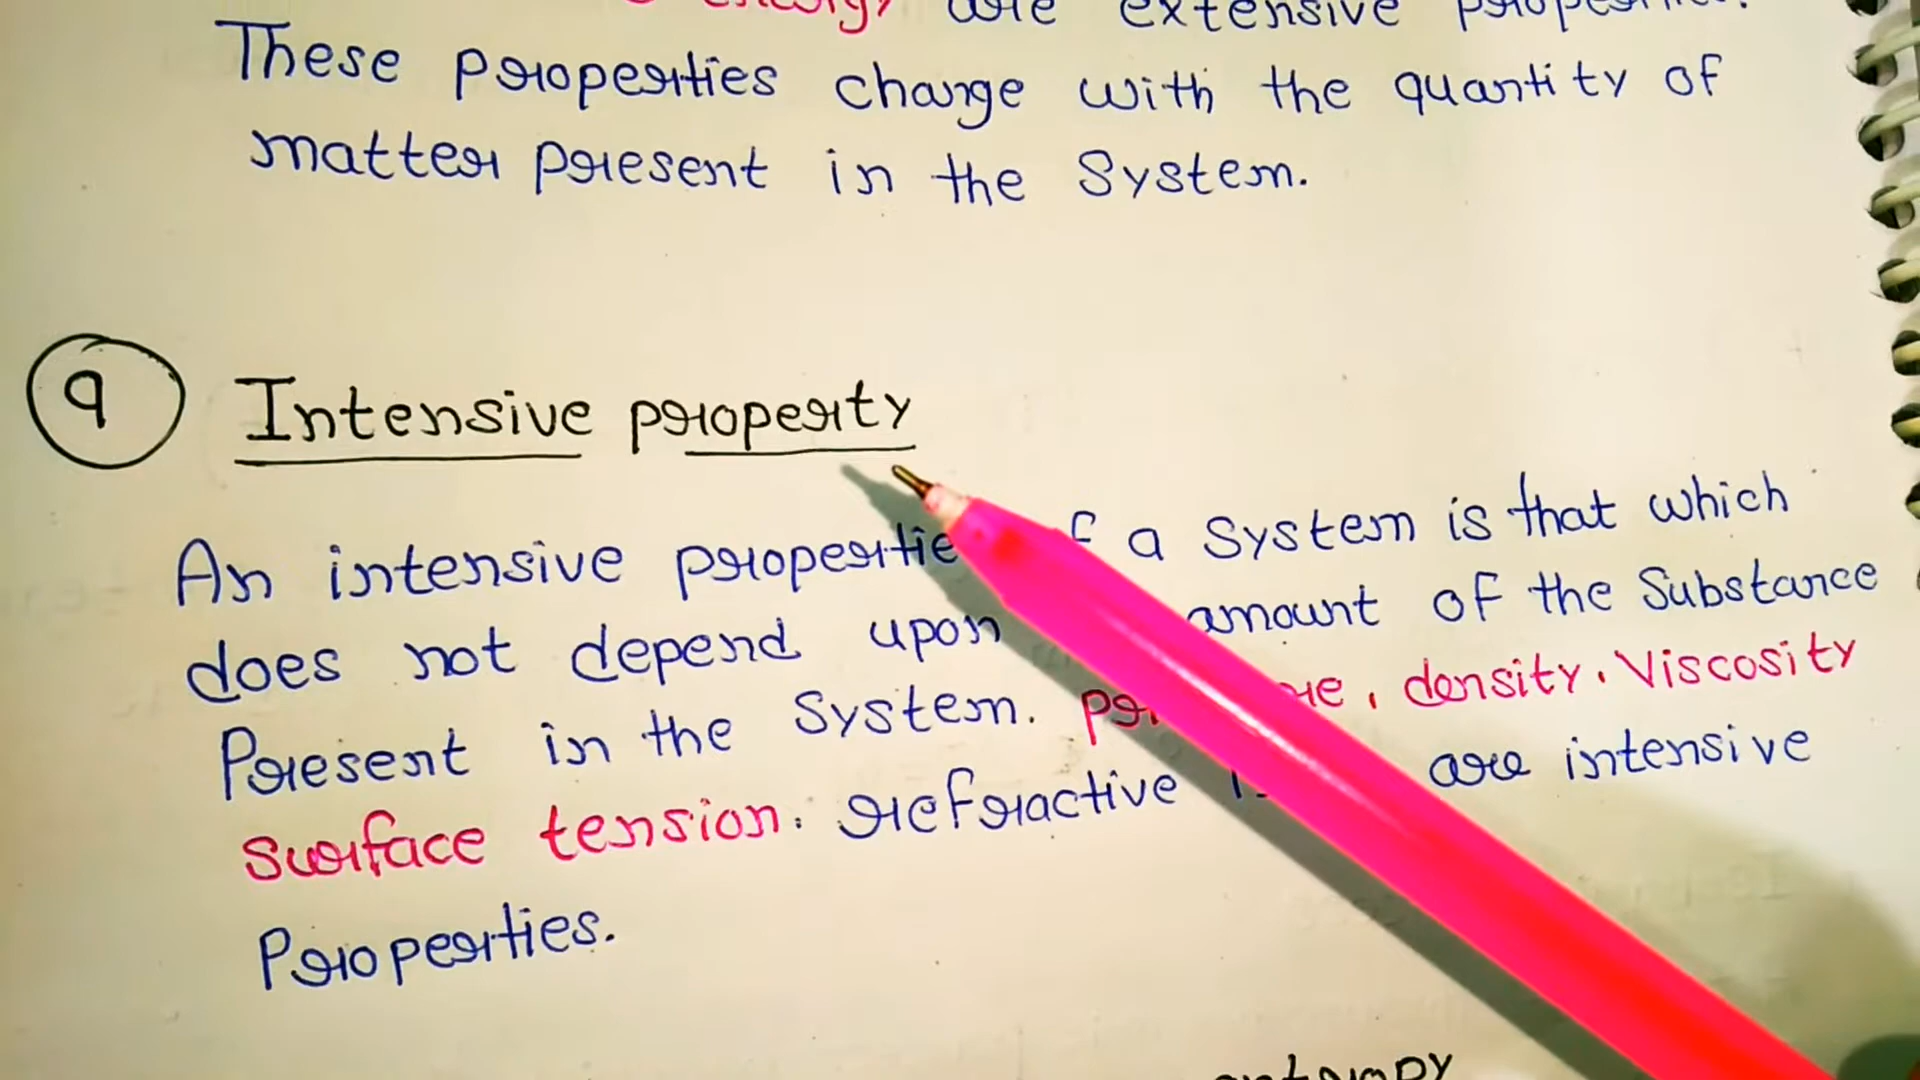 energy are extensive properties.
These properties change with the quantity of
matter present in the System.
9 Intensive property
An intensive propertie a System is that which
does not depend upon amount of the Substance
Present in the System. density, Viscosity
surface tension. refractive are intensive
Properties.